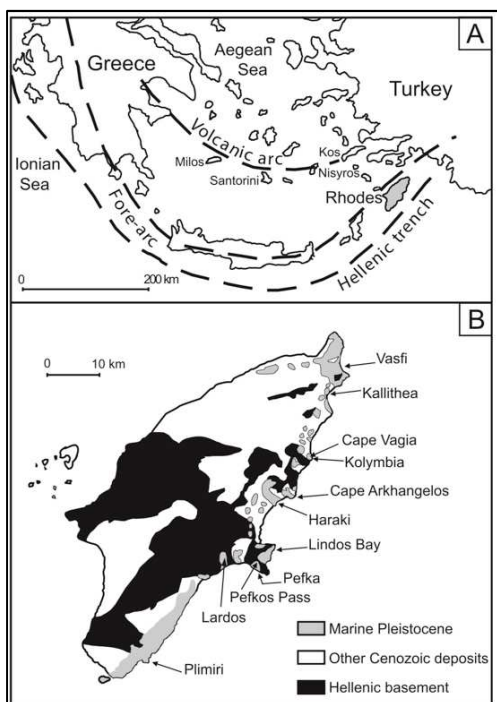 A
Greece
Aegean
Sea
Turkey
Volcanic arc
Ionian
Sea
Milos
Santorini
Kos
Nisyros
Rhodes
Fore-arc
Hellenic trench
0 200 km
B
0 10 km
Vasfi
Kallithea
Cape Vagia
Kolymbia
Cape Arkhangelos
Haraki
Lindos Bay
Pefka
Pefkos Pass
Lardos
Plimiri
Marine Pleistocene
Other Cenozoic deposits
Hellenic basement